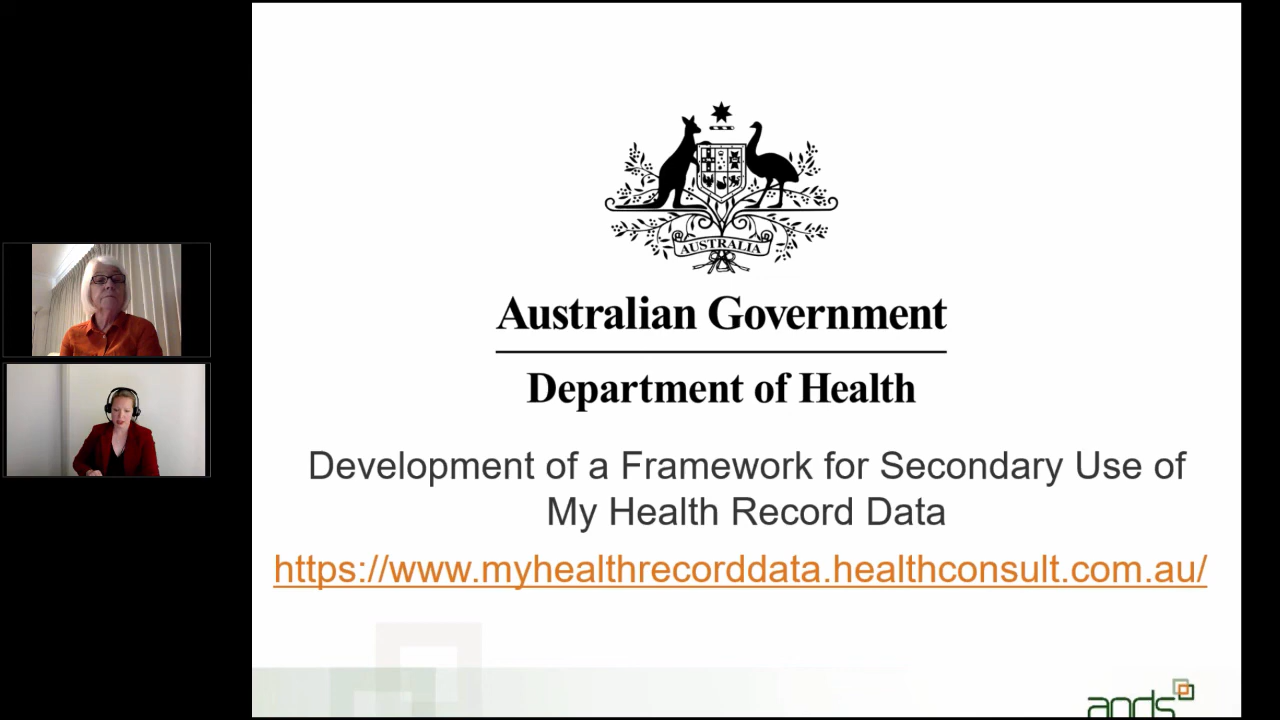 AUSTRALIA
Australian Government
Department of Health
Development of a Framework for Secondary Use of
My Health Record Data
https://www.myhealthrecorddata.healthconsult.com.au/
ands